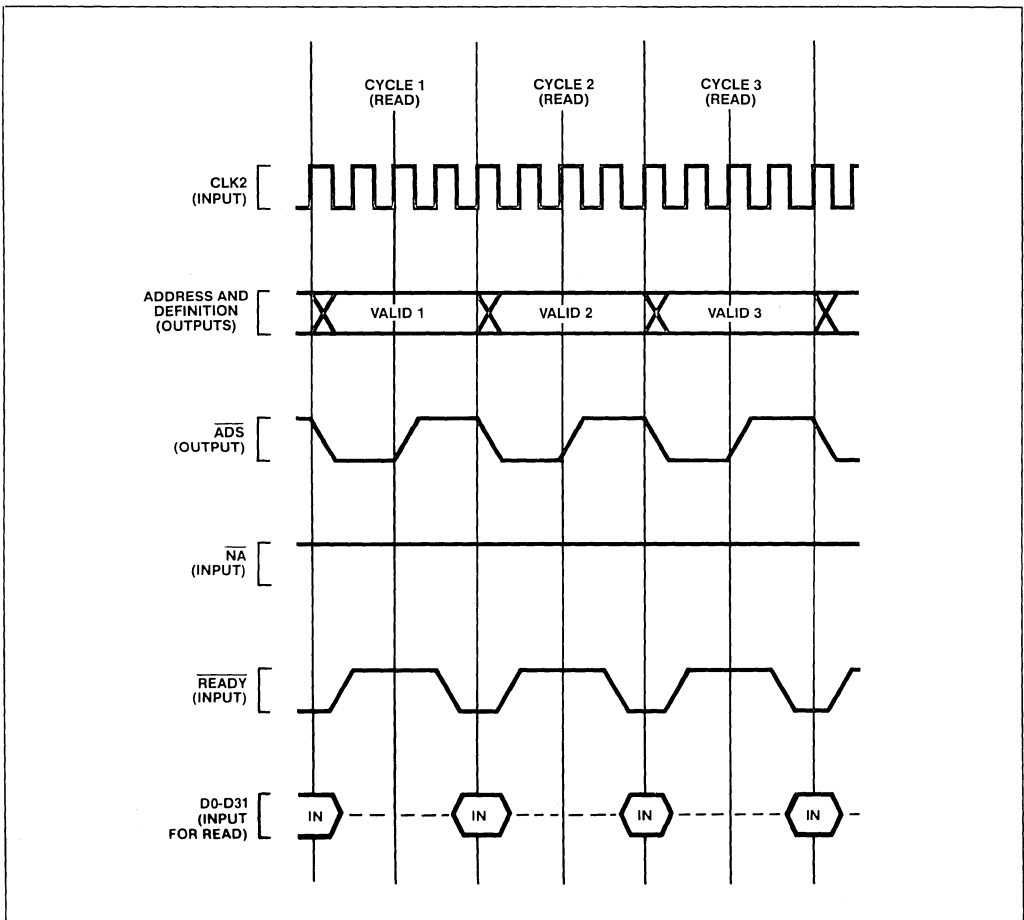 CYCLE 1
(READ)
CYCLE 2
(READ)
CYCLE 3
(READ)
CLK2
(INPUT)
ADDRESS AND
DEFINITION
(OUTPUTS)
VALID 1
VALID 2
VALID 3
ADS
(OUTPUT)
NA
(INPUT)
READY
(INPUT)
D0-D31
(INPUT
FOR READ)
IN
IN
IN
IN